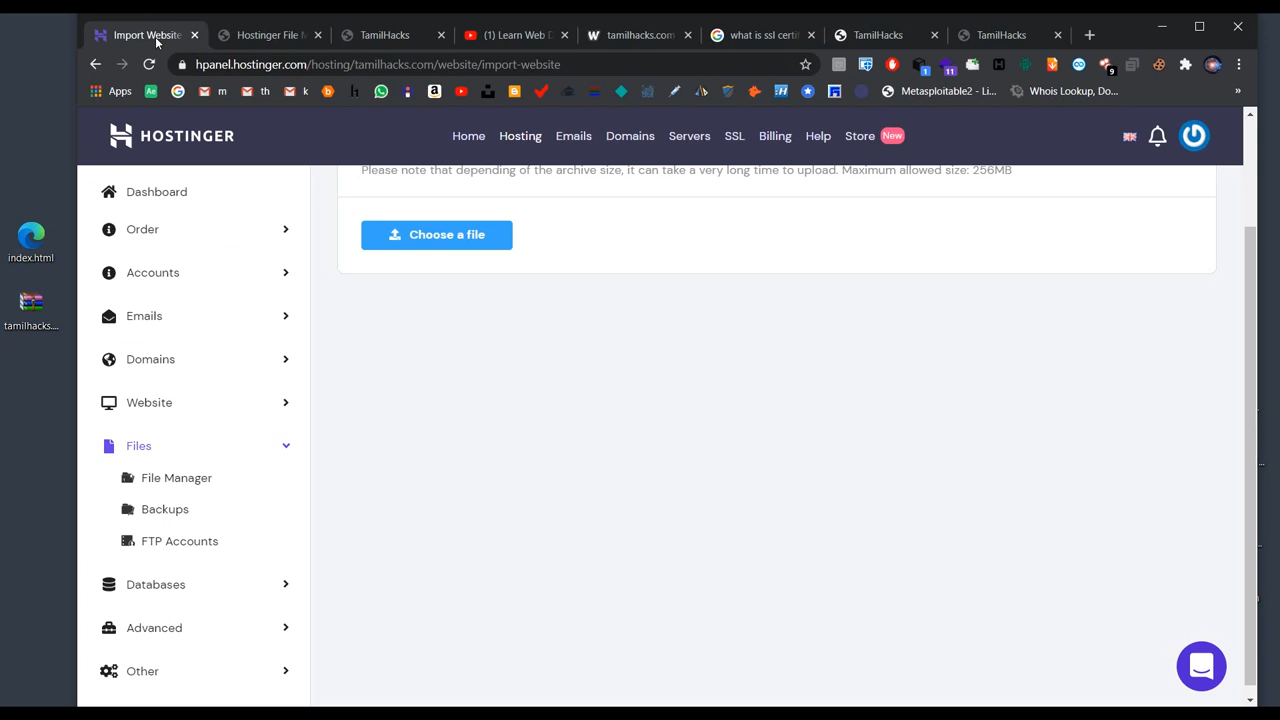 Import Website
Hostinger File M
TamilHacks
(1) Learn Web D
tamilhacks.com
what is ssl certi
TamilHacks
TamilHacks
hpanel.hostinger.com/hosting/tamilhacks.com/website/import-website
Apps
m
th
k
Metasploitable2 - Li...
Whois Lookup, Do...
HOSTINGER
Home
Hosting
Emails
Domains
Servers
SSL
Billing
Help
Store
New
Please note that depending of the archive size, it can take a very long time to upload. Maximum allowed size: 256MB
Choose a file
Dashboard
Order
Accounts
Emails
Domains
Website
Files
File Manager
Backups
FTP Accounts
Databases
Advanced
Other
index.html
tamilhacks....